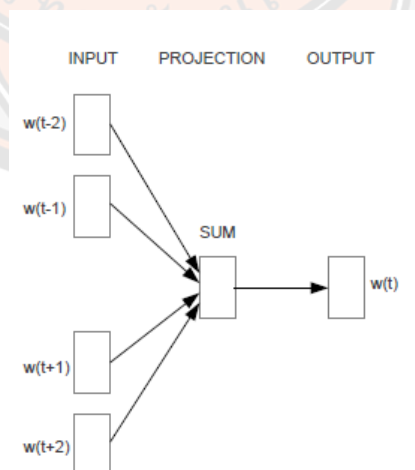 INPUT PROJECTION OUTPUT
w(t-2)
w(t-1)
SUM
w(t)
w(t+1)
w(t+2)